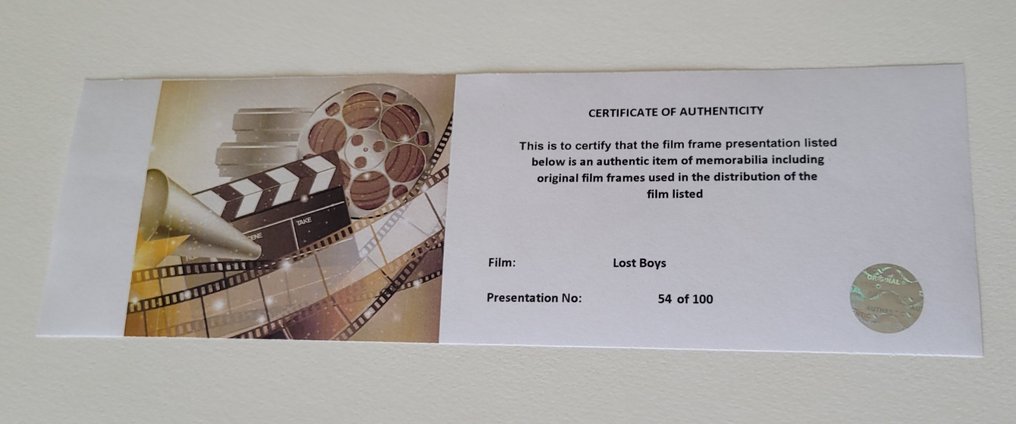 CERTIFICATE OF AUTHENTICITY
This is to certify that the film frame presentation listed
below is an authentic item of memorabilia including
original film frames used in the distribution of the
film listed
Film: Lost Boys
Presentation No: 54 of 100
TAKE
ORIGINAL